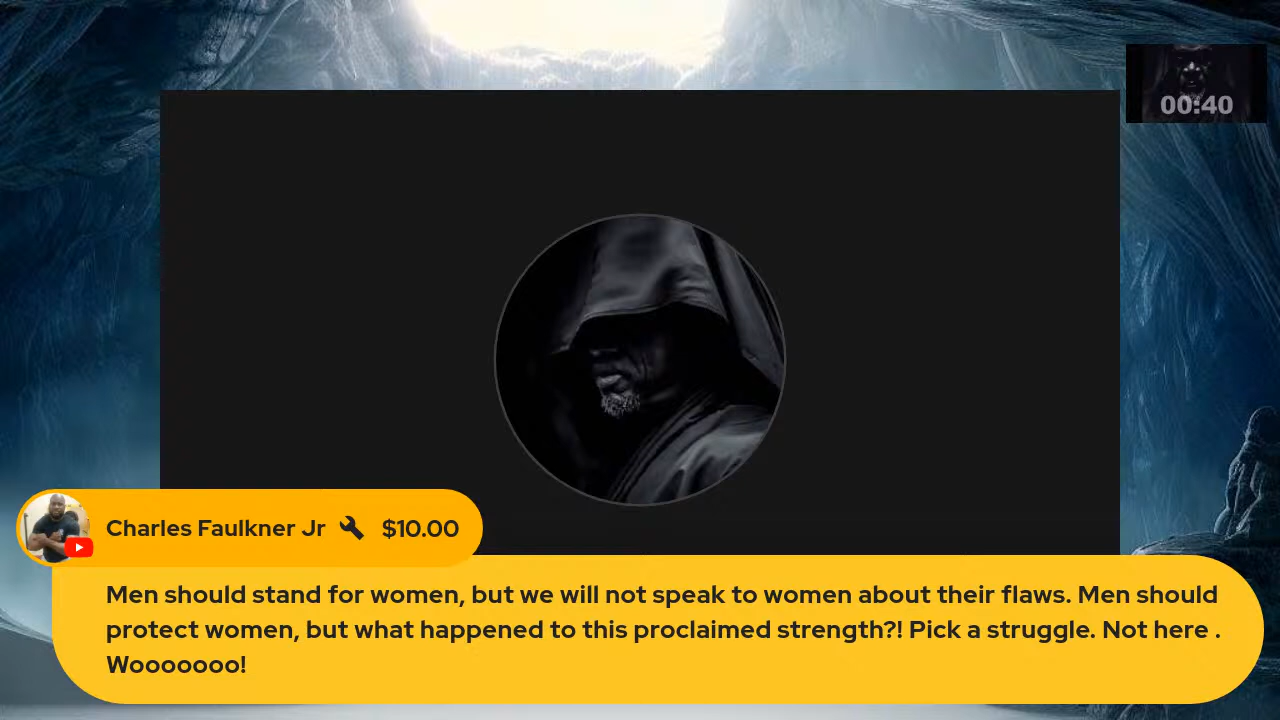 00:40
Charles Faulkner Jr $10.00
Men should stand for women, but we will not speak to women about their flaws. Men should
protect women, but what happened to this proclaimed strength?! Pick a struggle. Not here .
Wooooooo!